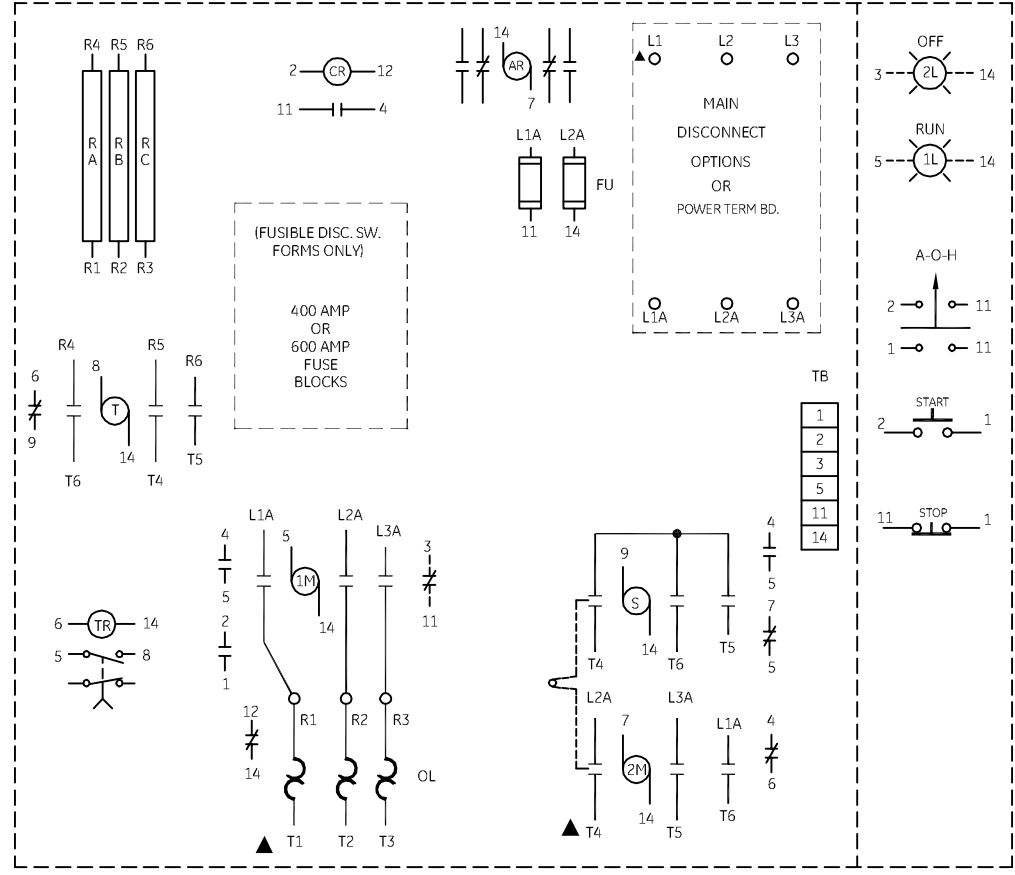 R4 R5 R6
RA
RB
RC
R1 R2 R3
2 CR 12
11 4
14
AR
7
L1A L2A
FU
11 14
L1 L2 L3
MAIN
DISCONNECT
OPTIONS
OR
POWER TERM BD.
L1A L2A L3A
(FUSIBLE DISC. SW.
FORMS ONLY)
400 AMP
OR
600 AMP
FUSE
BLOCKS
OFF
3 2L 14
RUN
5 1L 14
A-O-H
2 11
1 11
START
2 1
STOP
11 1
TB
1
2
3
5
11
14
R4 R5
R6
6 8
T
9 14
T6 T4 T5
L1A L2A
L3A
4 5 3
1M
5 14 11
2
1
R1 R2 R3
12
14
OL
T1 T2 T3
6 TR 14
5 8
9 4
S
5
7
T4 14 T6 T5
5
L2A L3A
L1A
7 4
2M
6
14
T4 T5 T6